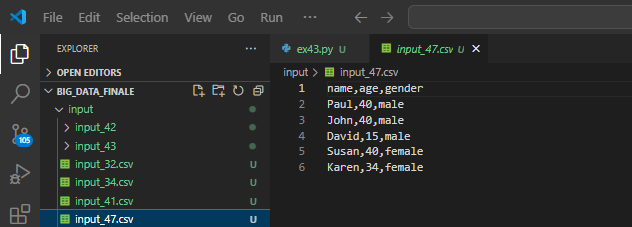 File Edit Selection View Go Run ...
EXPLORER ...
OPEN EDITORS
BIG_DATA_FINALE
input
input_42
input_43
input_32.csv U
input_34.csv U
input_41.csv U
input_47.csv U
105
ex43.py U
input_47.csv U
input > input_47.csv
1 name,age,gender
2 Paul,40,male
3 John,40,male
4 David,15,male
5 Susan,40,female
6 Karen,34,female